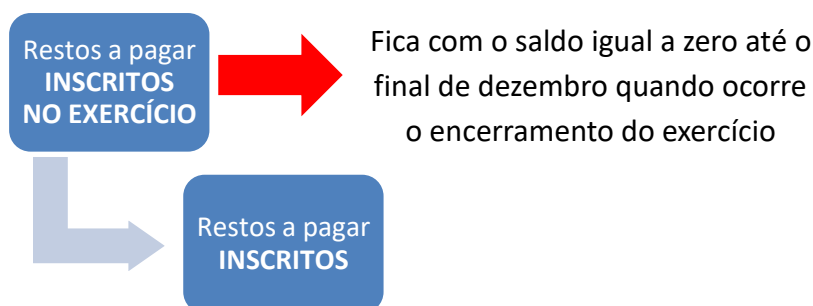 Restos a pagar
INSCRITOS
NO EXERCÍCIO
Fica com o saldo igual a zero até o
final de dezembro quando ocorre
o encerramento do exercício
Restos a pagar
INSCRITOS